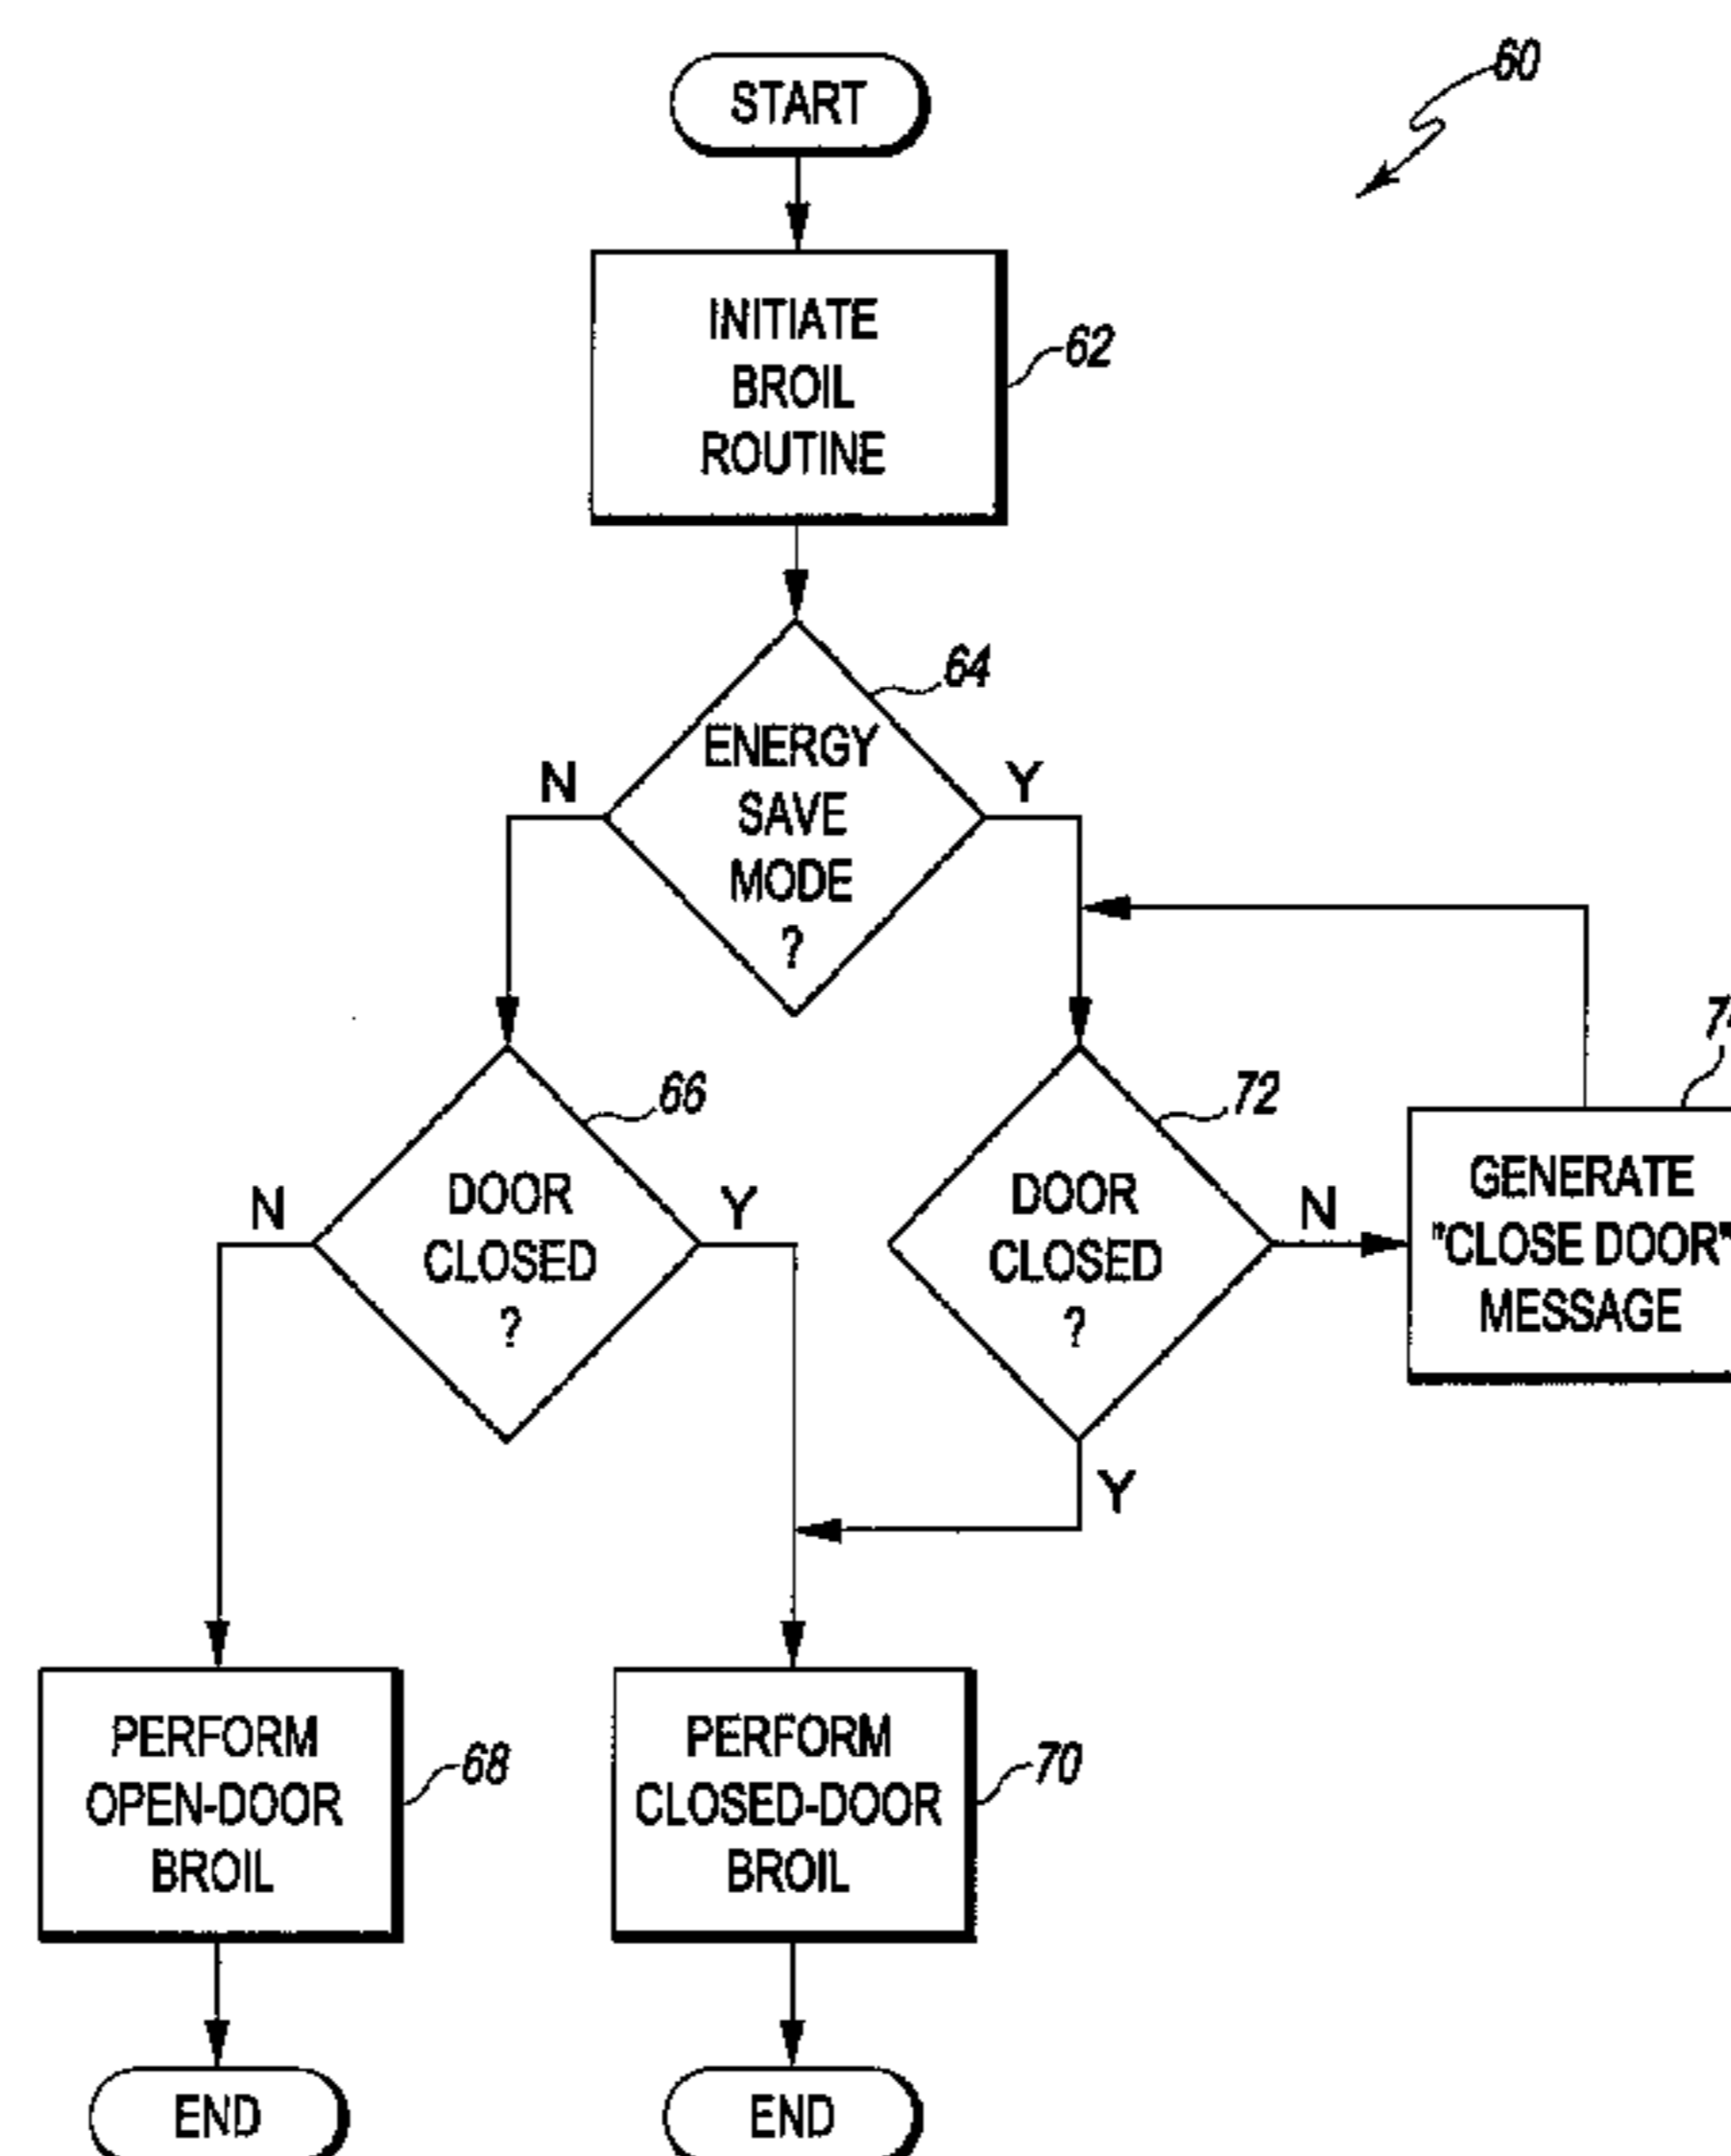 60
START
INITIATE
BROIL
ROUTINE
62
64
ENERGY
SAVE
MODE
?
N
Y
66
DOOR
CLOSED
?
N
Y
72
DOOR
CLOSED
?
N
Y
GENERATE
"CLOSE DOOR"
MESSAGE
PERFORM
OPEN-DOOR
BROIL
68
PERFORM
CLOSED-DOOR
BROIL
70
END
END